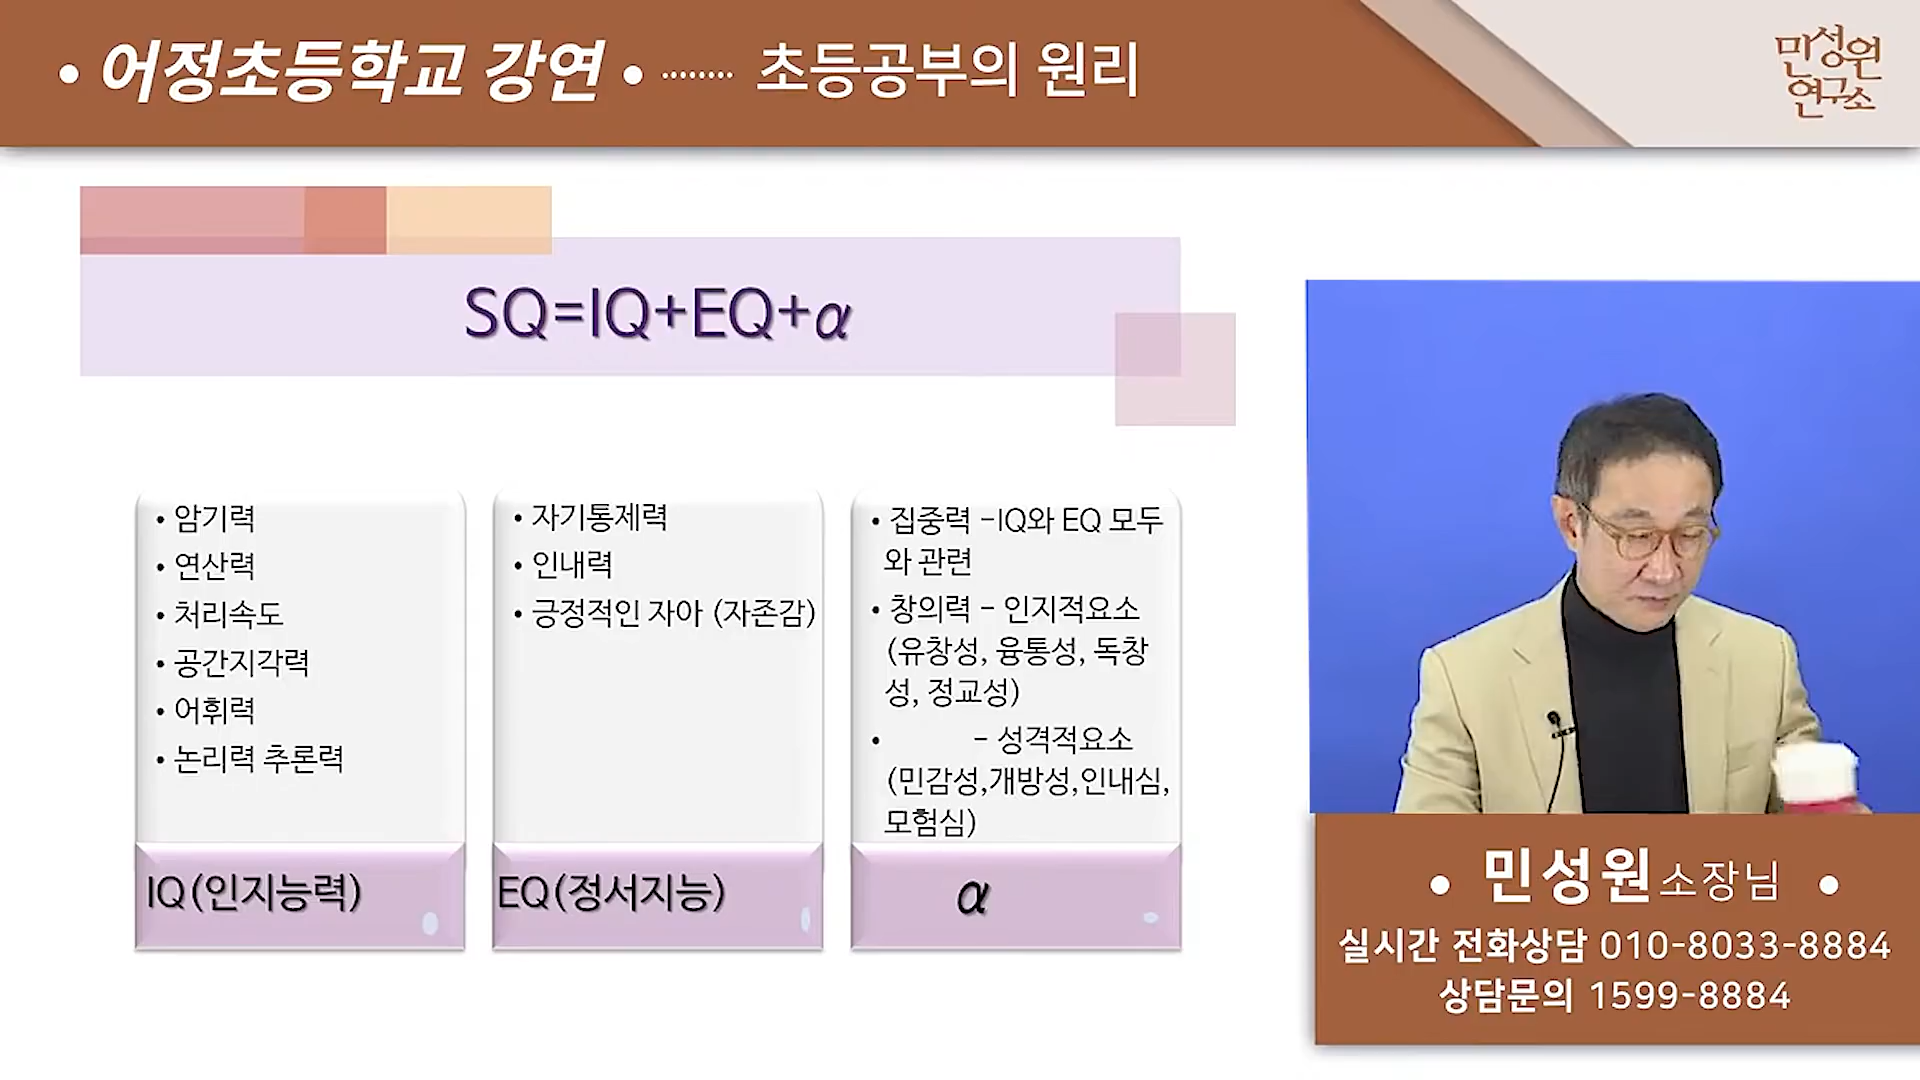 • 어정초등학교 강연 • ········ 초등공부의 원리
민성원
연구소
SQ=IQ+EQ+α
• 암기력
• 연산력
• 처리속도
• 공간지각력
• 어휘력
• 논리력 추론력
IQ(인지능력)
• 자기통제력
• 인내력
• 긍정적인 자아 (자존감)
EQ(정서지능)
• 집중력 -IQ와 EQ 모두
와 관련
• 창의력 - 인지적요소
(유창성, 융통성, 독창
성, 정교성)
• - 성격적요소
(민감성,개방성,인내심,
모험심)
α
• 민성원 소장님 •
실시간 전화상담 010-8033-8884
상담문의 1599-8884